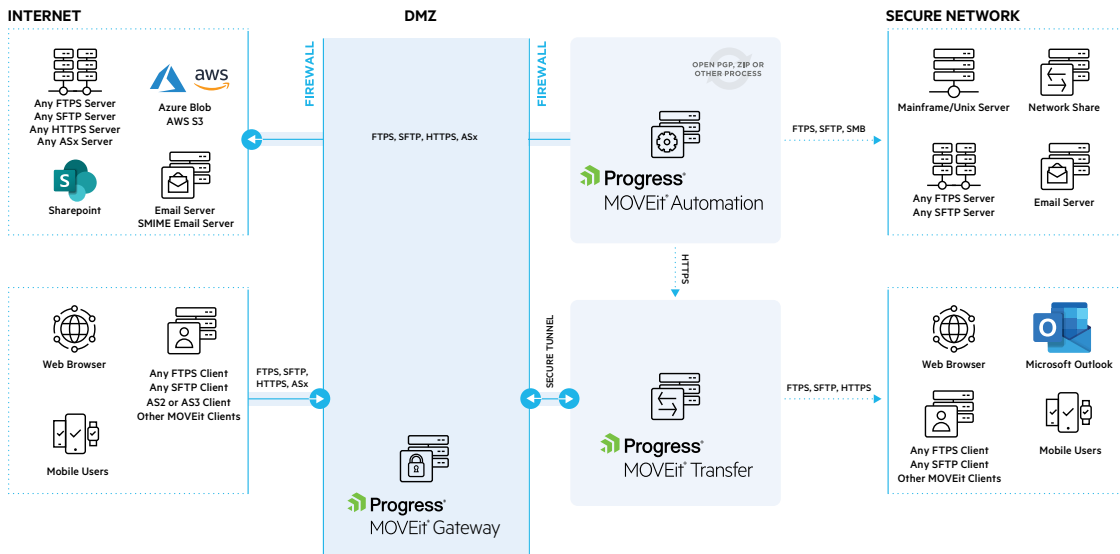 INTERNET
DMZ
SECURE NETWORK
FIREWALL
FIREWALL
Any FTPS Server
Any SFTP Server
Any HTTPS Server
Any ASx Server
aws
Azure Blob
AWS S3
S
Sharepoint
Email Server
SMIME Email Server
FTPS, SFTP, HTTPS, ASx
OPEN PGP, ZIP OR
OTHER PROCESS
Progress®
MOVEit® Automation
FTPS, SFTP, SMB
Mainframe/Unix Server
Network Share
Any FTPS Server
Any SFTP Server
Email Server
HTTPS
Web Browser
Any FTPS Client
Any SFTP Client
AS2 or AS3 Client
Other MOVEit Clients
Mobile Users
FTPS, SFTP,
HTTPS, ASx
Progress®
MOVEit® Gateway
SECURE TUNNEL
Progress®
MOVEit® Transfer
FTPS, SFTP, HTTPS
Web Browser
O
Microsoft Outlook
Any FTPS Client
Any SFTP Client
Other MOVEit Clients
Mobile Users